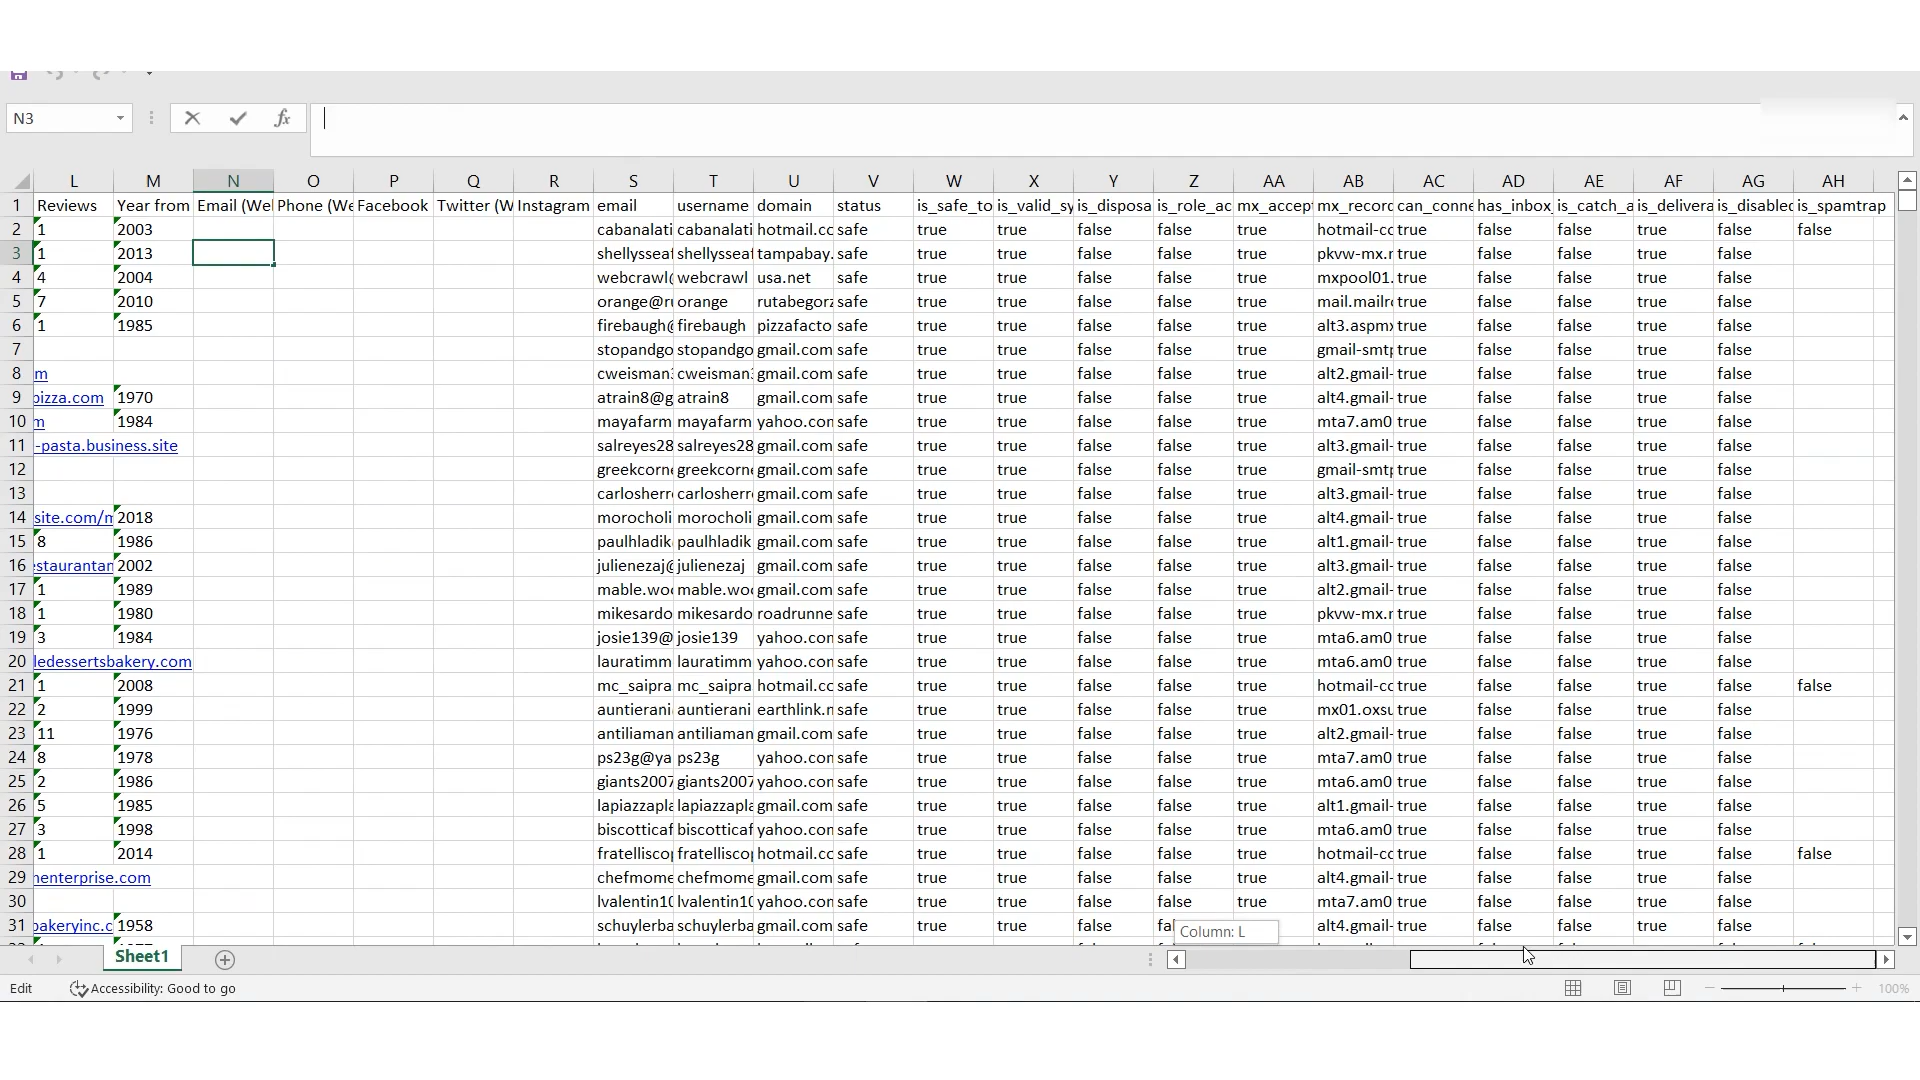 N3
fx
L M N O P Q R S T U V W X Y Z AA AB AC AD AE AF AG AH
1 Reviews Year from Email (We Phone (We Facebook Twitter (W Instagram email username domain status is_safe_to is_valid_sy is_disposa is_role_ac mx_accept mx_record can_conne has_inbox_ is_catch_a is_delivera is_disabled is_spamtrap
2 1 2003 cabanalati cabanalati hotmail.cc safe true true false false true hotmail-cc true false false true false false
3 1 2013 shellysseaf shellysseaf tampabay. safe true true false false true pkvw-mx.r true false false true false
4 4 2004 webcrawl( webcrawl usa.net safe true true false false true mxpool01. true false false true false
5 7 2010 orange@ru orange rutabegorz safe true true false false true mail.mailro true false false true false
6 1 1985 firebaugh@ firebaugh pizzafacto safe true true false false true alt3.aspmx true false false true false
7 stopandgo stopandgo gmail.com safe true true false false true gmail-smtp true false false true false
8 m cweisman3 cweisman3 gmail.com safe true true false false true alt2.gmail- true false false true false
9 pizza.com 1970 atrain8@g atrain8 gmail.com safe true true false false true alt4.gmail- true false false true false
10 m 1984 mayafarm mayafarm yahoo.con safe true true false false true mta7.am0 true false false true false
11 -pasta.business.site salreyes28 salreyes28 gmail.com safe true true false false true alt3.gmail- true false false true false
12 greekcorne greekcorne gmail.com safe true true false false true gmail-smtp true false false true false
13 carlosherr carlosherr gmail.com safe true true false false true alt3.gmail- true false false true false
14 site.com/m 2018 morocholi morocholi gmail.com safe true true false false true alt4.gmail- true false false true false
15 8 1986 paulhladik paulhladik gmail.com safe true true false false true alt1.gmail- true false false true false
16 estaurantan 2002 julienezaj@ julienezaj gmail.com safe true true false false true alt3.gmail- true false false true false
17 1 1989 mable.woo mable.woo gmail.com safe true true false false true alt2.gmail- true false false true false
18 1 1980 mikesardo mikesardo roadrunne safe true true false false true pkvw-mx.r true false false true false
19 3 1984 josie139@ josie139 yahoo.con safe true true false false true mta6.am0 true false false true false
20 ledessertsbakery.com lauratimm lauratimm yahoo.con safe true true false false true mta6.am0 true false false true false
21 1 2008 mc_saipra mc_saipra hotmail.cc safe true true false false true hotmail-cc true false false true false false
22 2 1999 auntierani auntierani earthlink.n safe true true false false true mx01.oxsu true false false true false
23 11 1976 antiliaman antiliaman gmail.com safe true true false false true alt2.gmail- true false false true false
24 8 1978 ps23g@ya ps23g yahoo.con safe true true false false true mta7.am0 true false false true false
25 2 1986 giants2007 giants2007 yahoo.con safe true true false false true mta6.am0 true false false true false
26 5 1985 lapiazzapla lapiazzapla gmail.com safe true true false false true alt1.gmail- true false false true false
27 3 1998 biscotticaf biscotticaf yahoo.con safe true true false false true mta6.am0 true false false true false
28 1 2014 fratelliscop fratelliscop hotmail.cc safe true true false false true hotmail-cc true false false true false false
29 nenterprise.com chefmome chefmome gmail.com safe true true false false true alt4.gmail- true false false true false
30 lvalentin10 lvalentin10 yahoo.con safe true true false false true mta7.am0 true false false true false
31 bakeryinc.c 1958 schuylerba schuylerba gmail.com safe true true false fal alt4.gmail- true false false true false
Column: L
Sheet1
Edit Accessibility: Good to go 100%